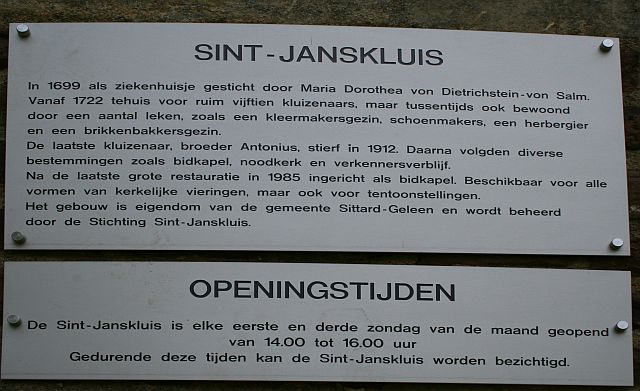 SINT-JANSKLUIS
In 1699 als ziekenhuisje gesticht door Maria Dorothea von Dietrichstein-von Salm.
Vanaf 1722 tehuis voor ruim vijftien kluizenaars, maar tussentijds ook bewoond
door een aantal leken, zoals een kleermakersgezin, schoenmakers, een herbergier
en een brikkenbakkersgezin.
De laatste kluizenaar, broeder Antonius, stierf in 1912. Daarna volgden diverse
bestemmingen zoals bidkapel, noodkerk en verkennersverblijf.
Na de laatste grote restauratie in 1985 ingericht als bidkapel. Beschikbaar voor alle
vormen van kerkelijke vieringen, maar ook voor tentoonstellingen.
Het gebouw is eigendom van de gemeente Sittard-Geleen en wordt beheerd
door de Stichting Sint-Janskluis.
OPENINGSTIJDEN
De Sint-Janskluis is elke eerste en derde zondag van de maand geopend
van 14.00 tot 16.00 uur
Gedurende deze tijden kan de Sint-Janskluis worden bezichtigd.